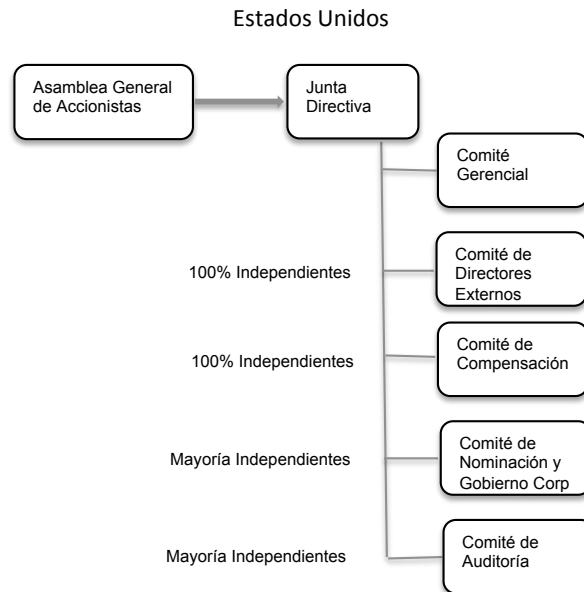 Estados Unidos
Asamblea General
de Accionistas
Junta
Directiva
Comité
Gerencial
100% Independientes
Comité de
Directores
Externos
100% Independientes
Comité de
Compensación
Mayoría Independientes
Comité de
Nominación y
Gobierno Corp
Mayoría Independientes
Comité de
Auditoría